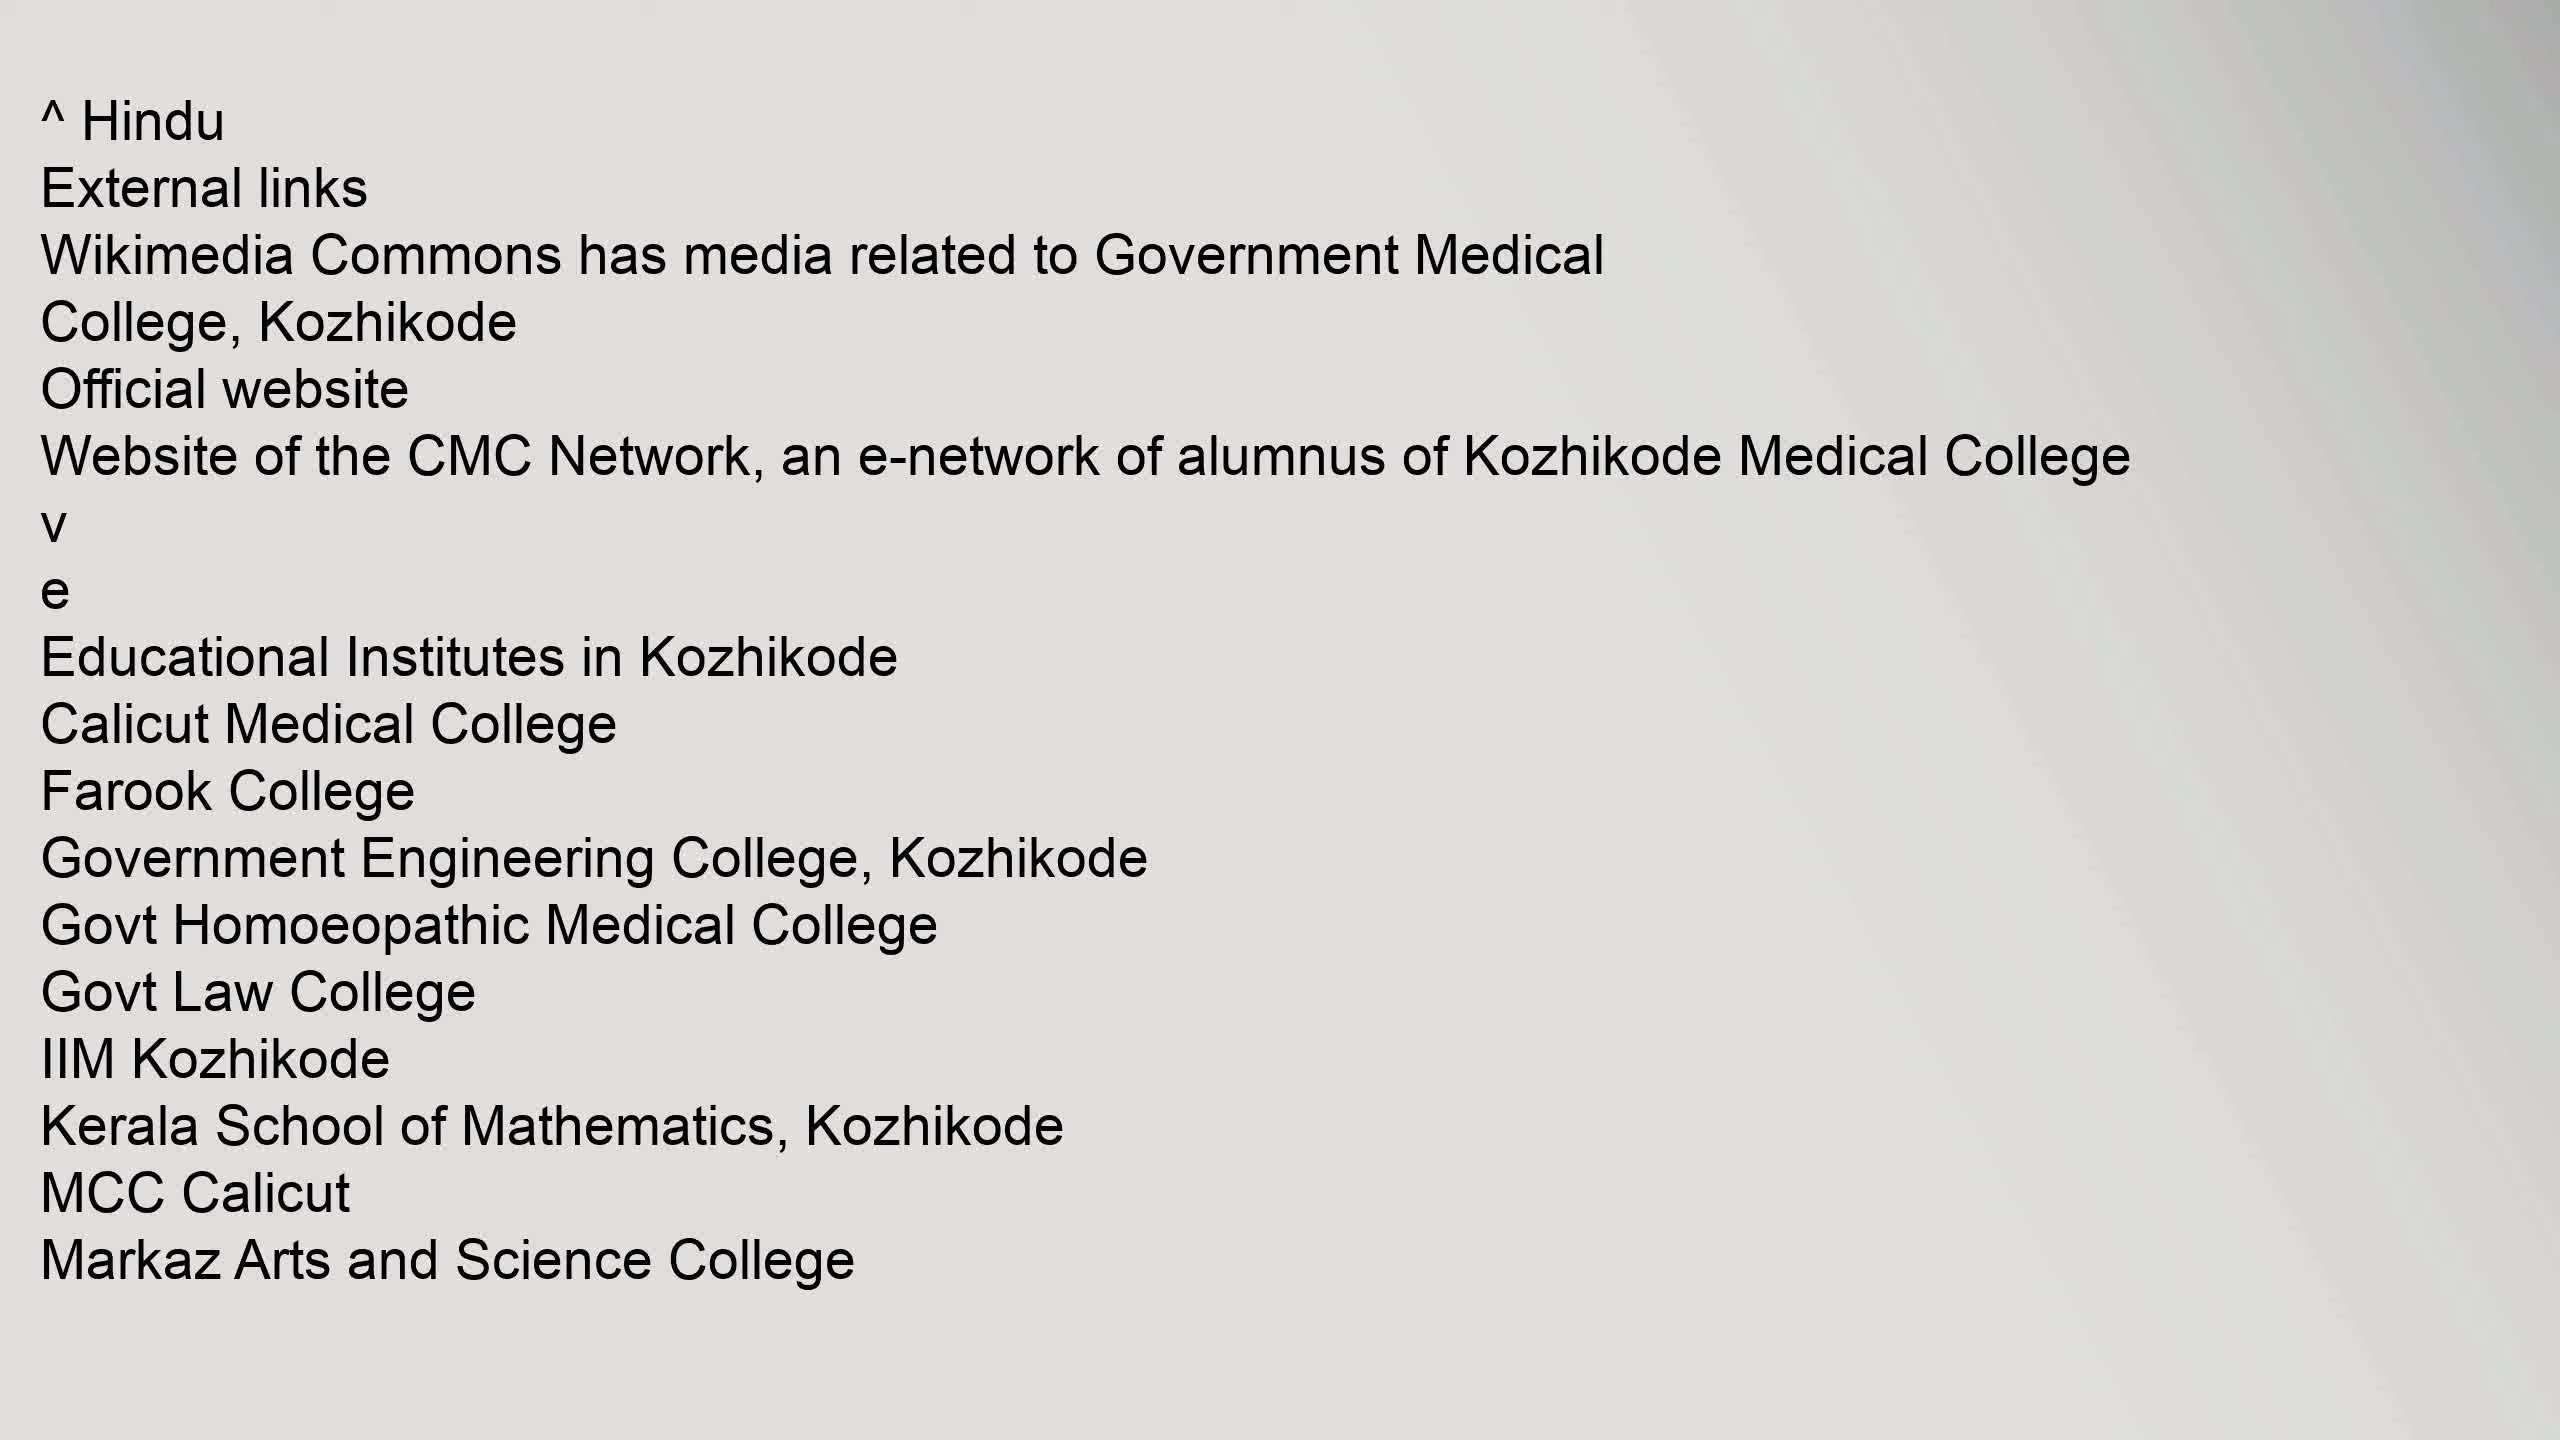 ^ Hindu
External links
Wikimedia Commons has media related to Government Medical
College, Kozhikode
Official website
Website of the CMC Network, an e-network of alumnus of Kozhikode Medical College
v
e
Educational Institutes in Kozhikode
Calicut Medical College
Farook College
Government Engineering College, Kozhikode
Govt Homoeopathic Medical College
Govt Law College
IIM Kozhikode
Kerala School of Mathematics, Kozhikode
MCC Calicut
Markaz Arts and Science College